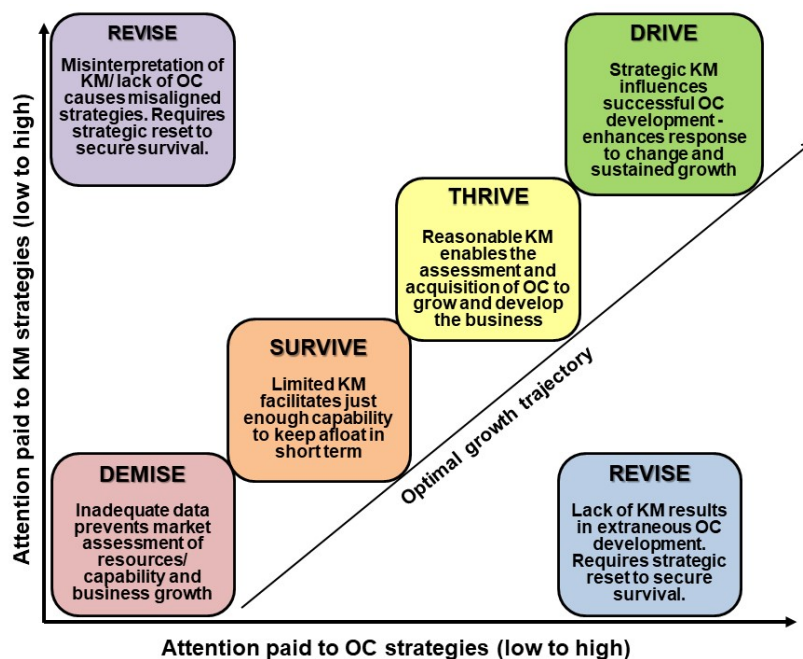 REVISE
Misinterpretation of
KM/ lack of OC
causes misaligned
strategies. Requires
strategic reset to
secure survival.
DRIVE
Strategic KM
influences
successful OC
development -
enhances response
to change and
sustained growth
THRIVE
Reasonable KM
enables the
assessment and
acquisition of OC to
grow and develop
the business
SURVIVE
Limited KM
facilitates just
enough capability
to keep afloat in
short term
DEMISE
Inadequate data
prevents market
assessment of
resources/
capability and
business growth
REVISE
Lack of KM results
in extraneous OC
development.
Requires strategic
reset to secure
survival.
Optimal growth trajectory
Attention paid to KM strategies (low to high)
Attention paid to OC strategies (low to high)